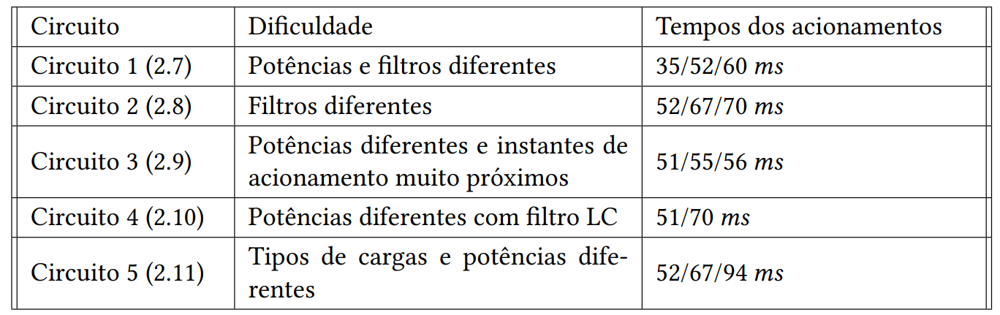 Circuito Dificuldade Tempos dos acionamentos
Circuito 1 (2.7) Potências e filtros diferentes 35/52/60 ms
Circuito 2 (2.8) Filtros diferentes 52/67/70 ms
Circuito 3 (2.9) Potências diferentes e instantes de
acionamento muito próximos 51/55/56 ms
Circuito 4 (2.10) Potências diferentes com filtro LC 51/70 ms
Circuito 5 (2.11) Tipos de cargas e potências dife-
rentes 52/67/94 ms